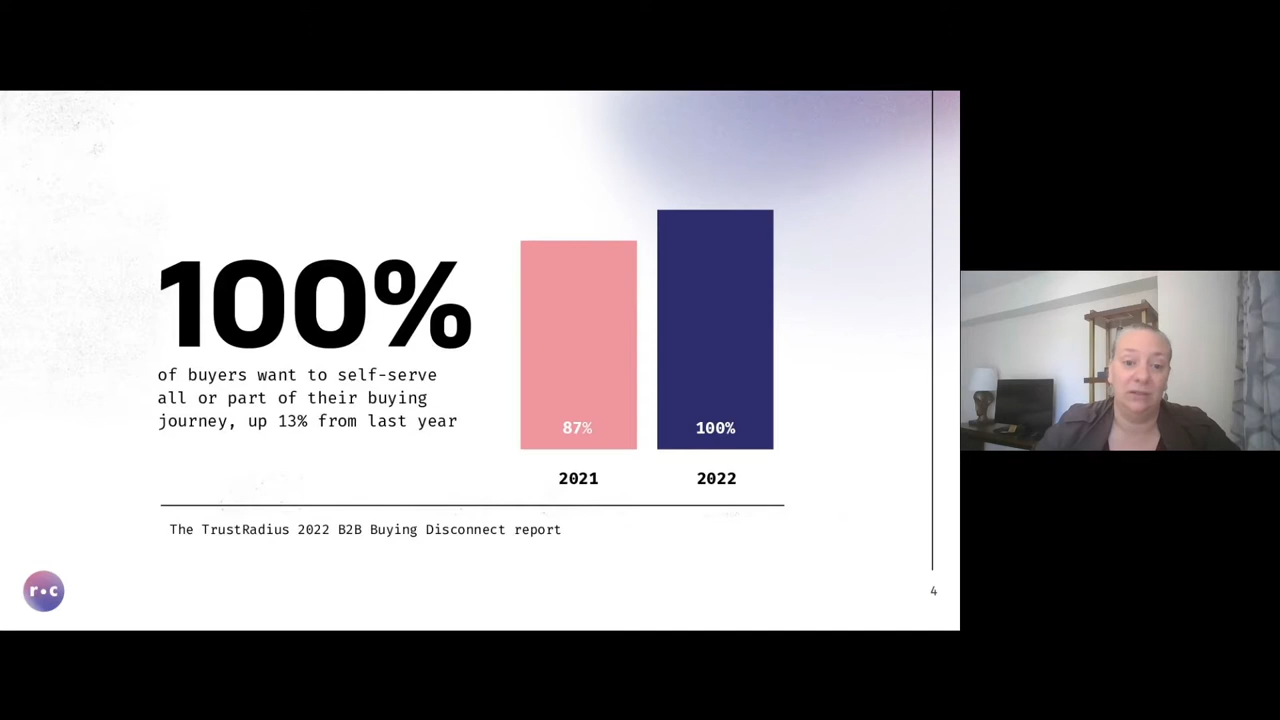 100%
of buyers want to self-serve
all or part of their buying
journey, up 13% from last year
87%
100%
2021
2022
The TrustRadius 2022 B2B Buying Disconnect report
r•c
4